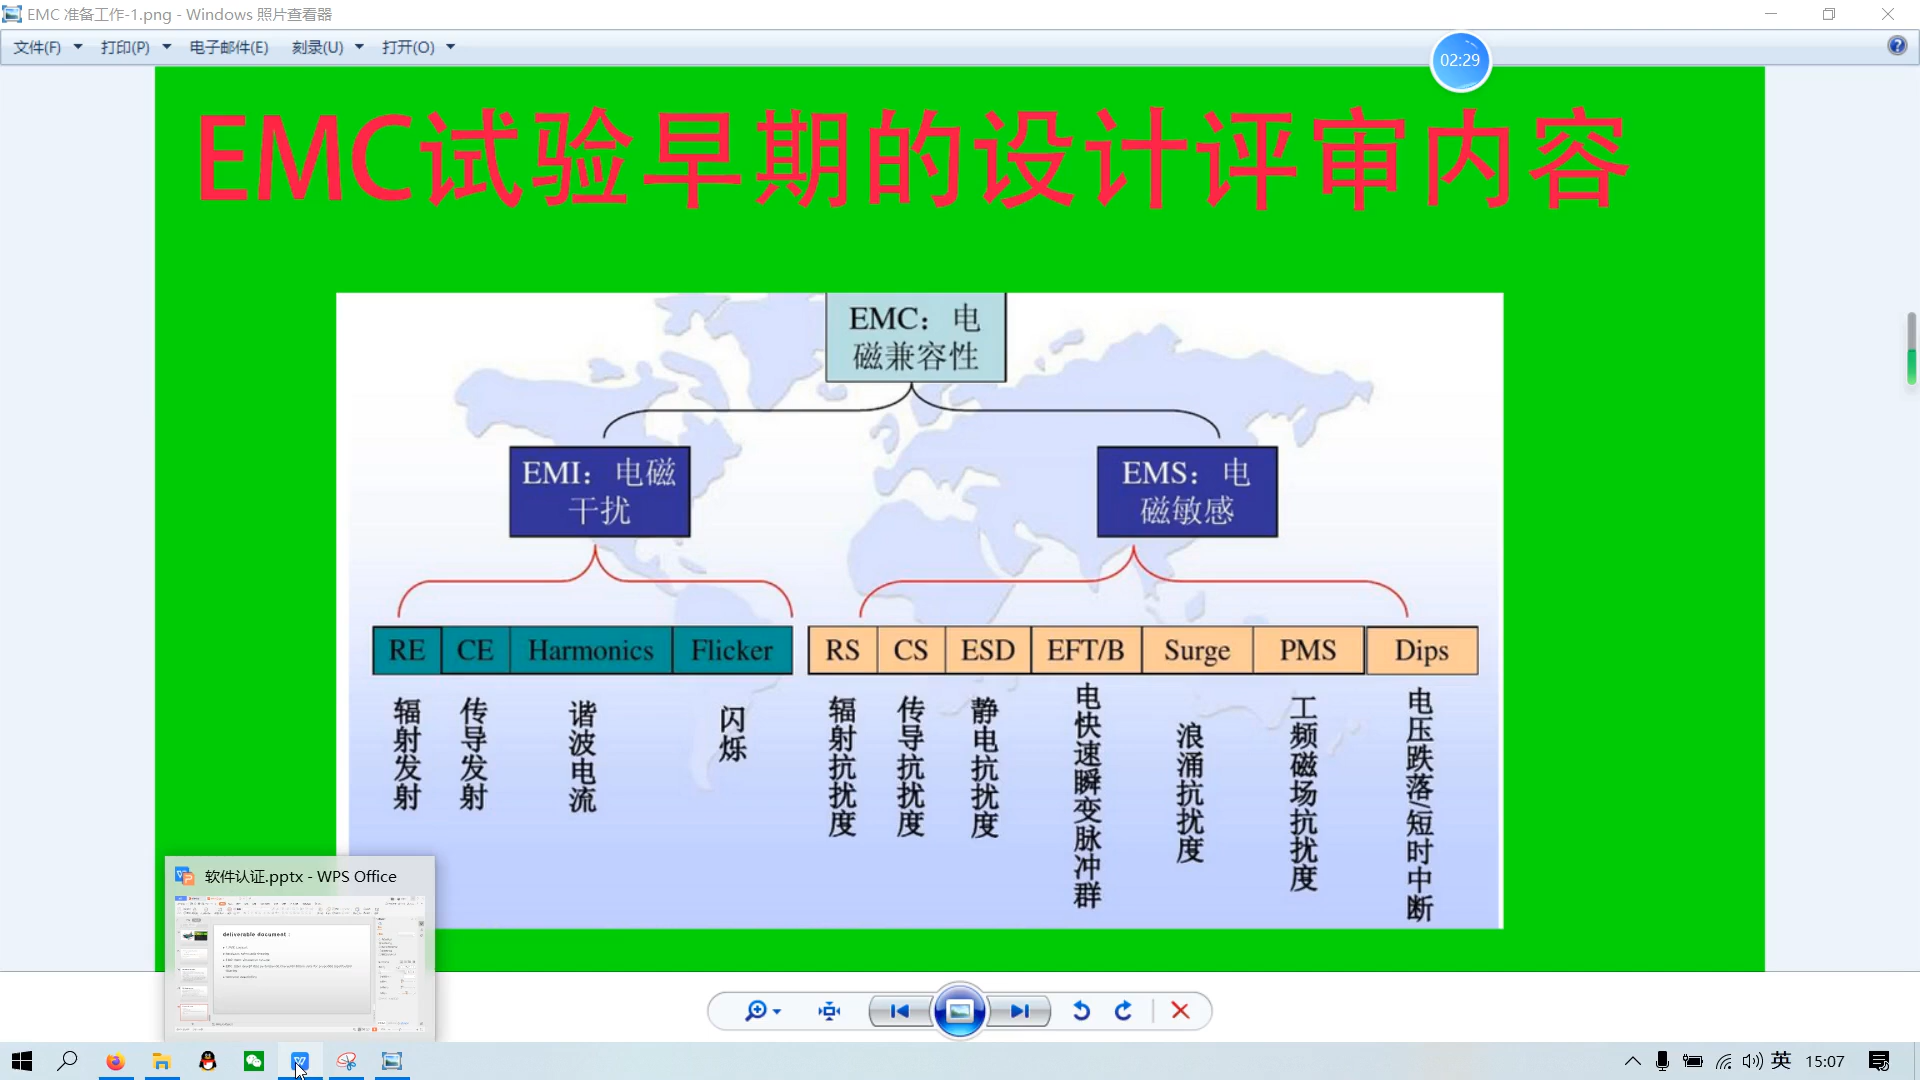 EMC 准备工作-1.png - Windows 照片查看器
文件(F) 打印(P) 电子邮件(E) 刻录(U) 打开(O)
02:29
EMC试验早期的设计评审内容
EMC：电
磁兼容性
EMI：电磁
干扰
EMS：电
磁敏感
RE CE Harmonics Flicker RS CS ESD EFT/B Surge PMS Dips
辐射发射
传导发射
谐波电流
闪烁
辐射抗扰度
传导抗扰度
静电抗扰度
电快速瞬变脉冲群
浪涌抗扰度
工频磁场抗扰度
电压跌落/短时中断
软件认证.pptx - WPS Office
deliverable document :
英 15:07